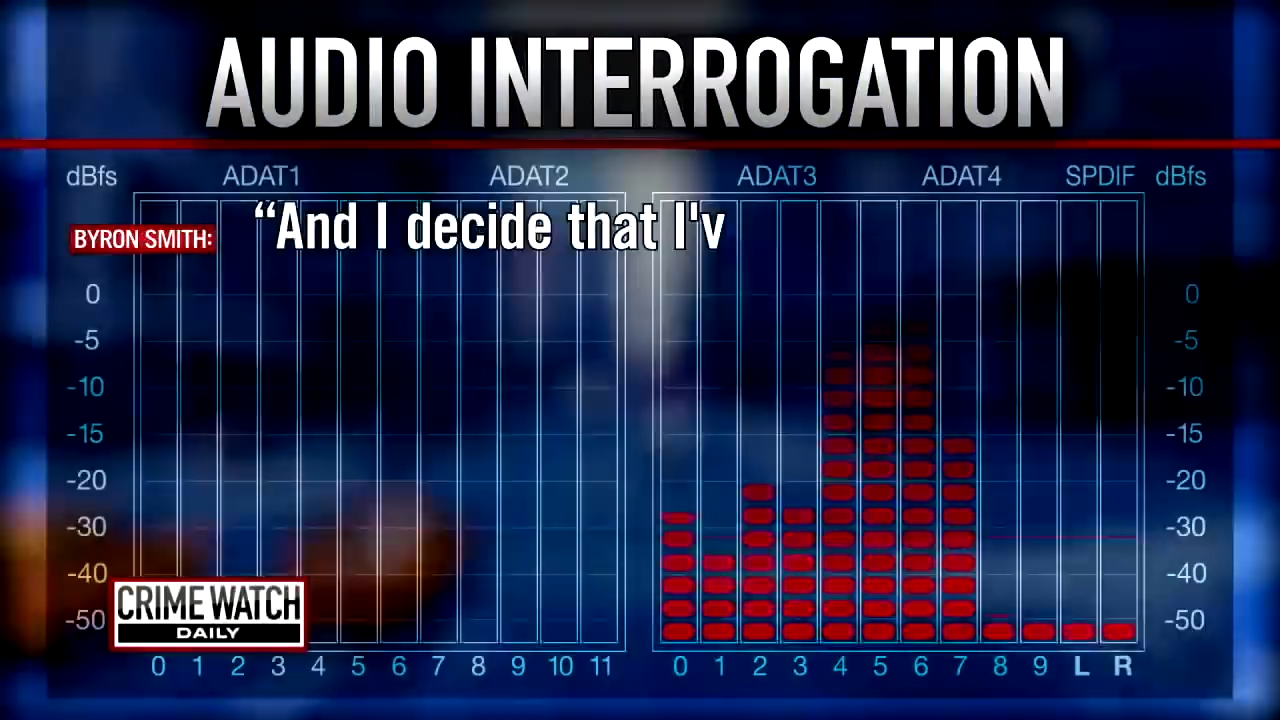 AUDIO INTERROGATION
dBfs ADAT1 ADAT2 ADAT3 ADAT4 SPDIF dBfs
BYRON SMITH: “And I decide that I'v
0 0
-5 -5
-10 -10
-15 -15
-20 -20
-30 -30
-40 -40
-50 -50
CRIME WATCH
DAILY
0 1 2 3 4 5 6 7 8 9 10 11 0 1 2 3 4 5 6 7 8 9 L R